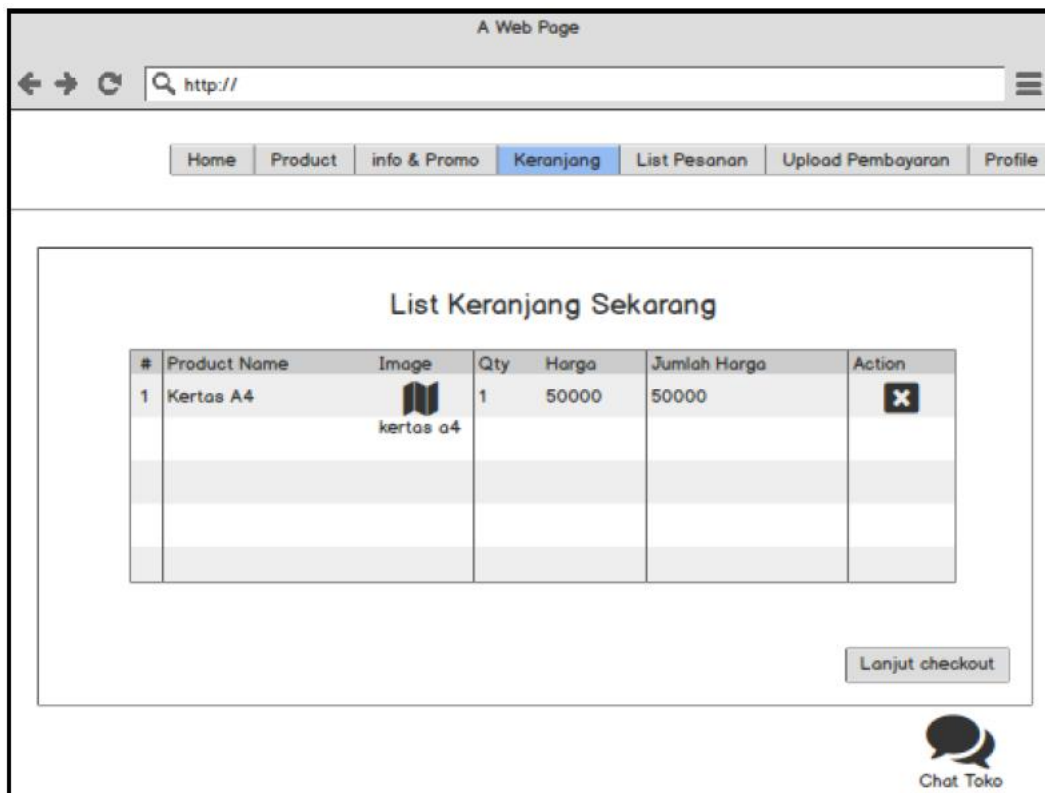 A Web Page
http://
Home Product info & Promo Keranjang List Pesanan Upload Pembayaran Profile
List Keranjang Sekarang
# Product Name Image Qty Harga Jumlah Harga Action
1 Kertas A4 1 50000 50000
kertas a4
Lanjut checkout
Chat Toko